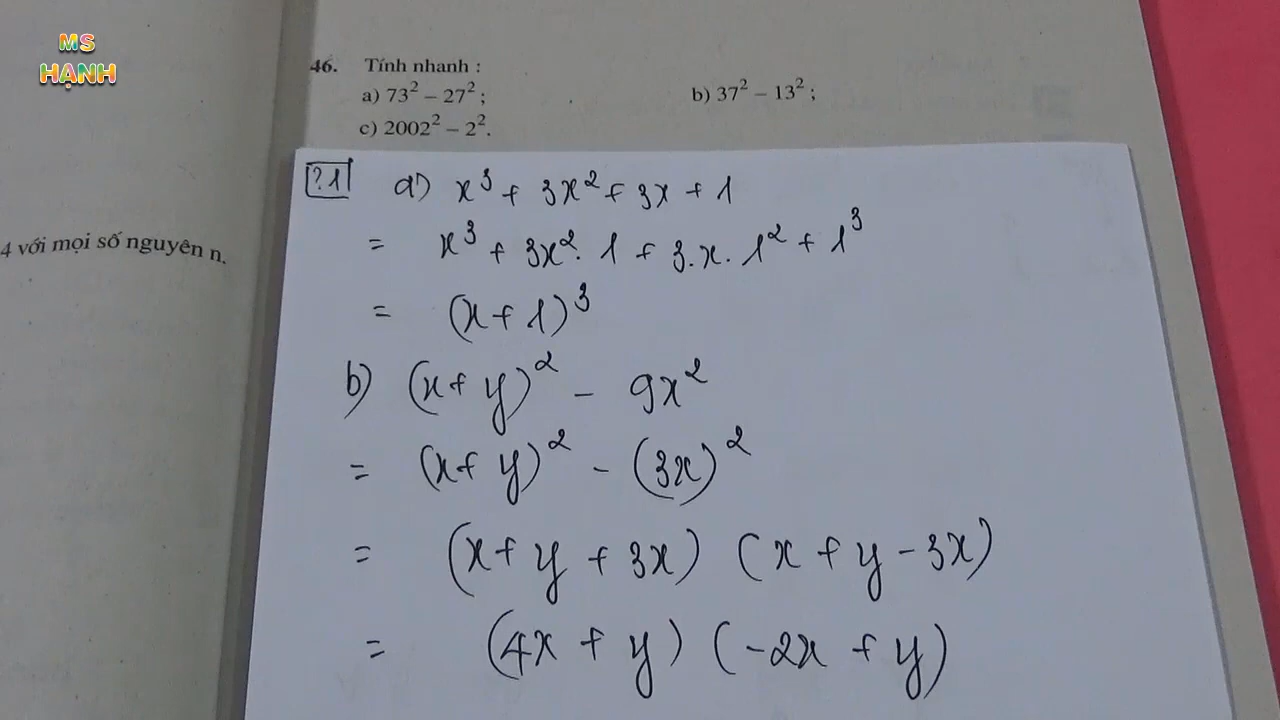 MS
HẠNH
46. Tính nhanh :
a) 73² – 27² ; b) 37² – 13² ;
c) 2002² – 2².
4 với mọi số nguyên n.
?1 a) x³ + 3x² + 3x + 1
= x³ + 3x² . 1 + 3 . x . 1² + 1³
= (x + 1)³
b) (x + y)² – 9x²
= (x + y)² – (3x)²
= (x + y + 3x) (x + y – 3x)
= (4x + y) (–2x + y)